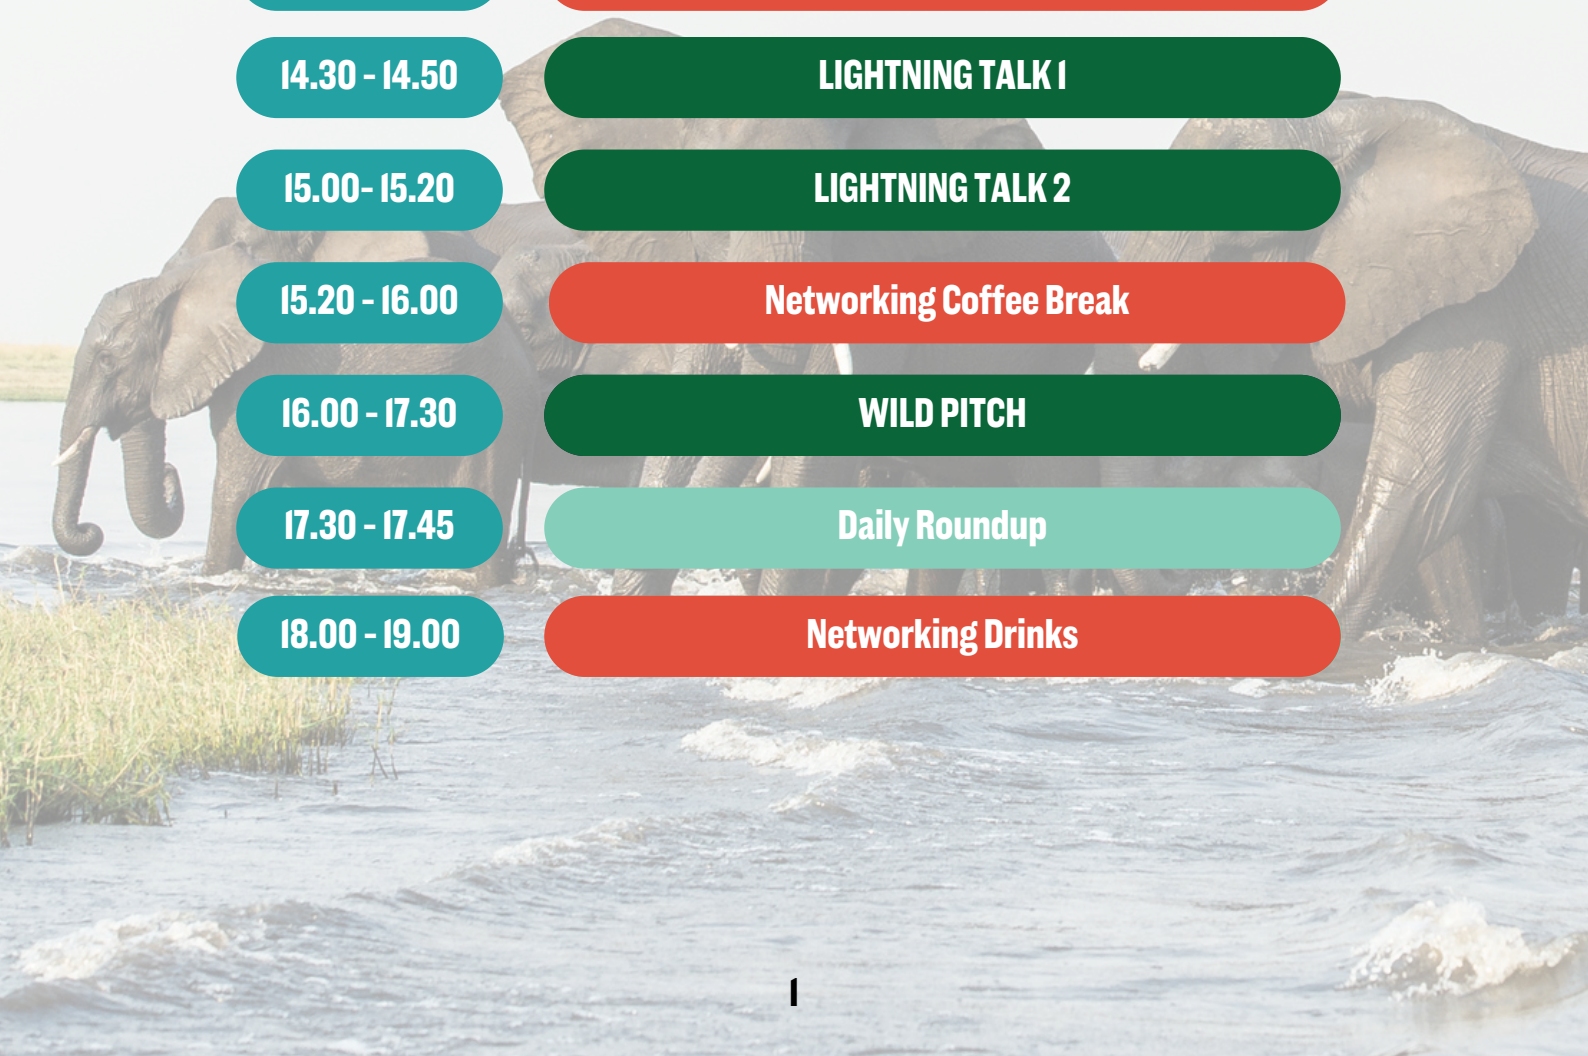 14.30 - 14.50 LIGHTNING TALK 1
15.00- 15.20 LIGHTNING TALK 2
15.20 - 16.00 Networking Coffee Break
16.00 - 17.30 WILD PITCH
17.30 - 17.45 Daily Roundup
18.00 - 19.00 Networking Drinks
1